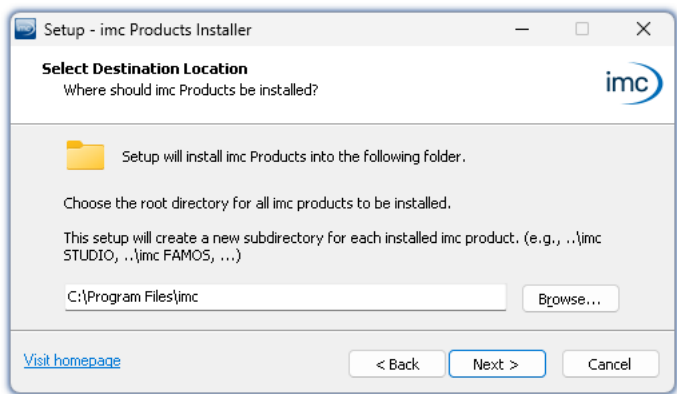 Setup - imc Products Installer
Select Destination Location
Where should imc Products be installed?
imc
Setup will install imc Products into the following folder.
Choose the root directory for all imc products to be installed.
This setup will create a new subdirectory for each installed imc product. (e.g., ..\imc
STUDIO, ..\imc FAMOS, ...)
C:\Program Files\imc
Browse...
Visit homepage
< Back
Next >
Cancel